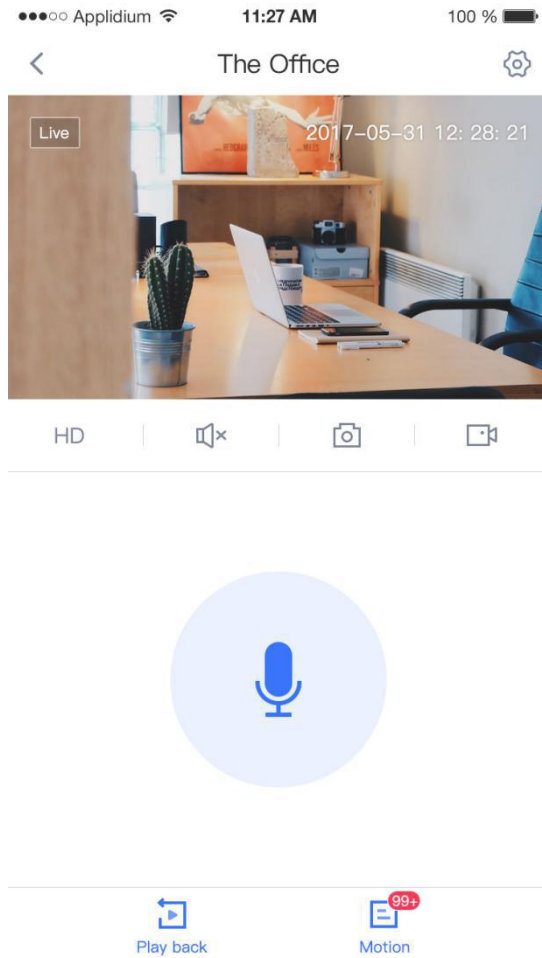 Applidium 11:27 AM 100 %
The Office
Live 2017-05-31 12: 28: 21
HD
99+
Play back Motion